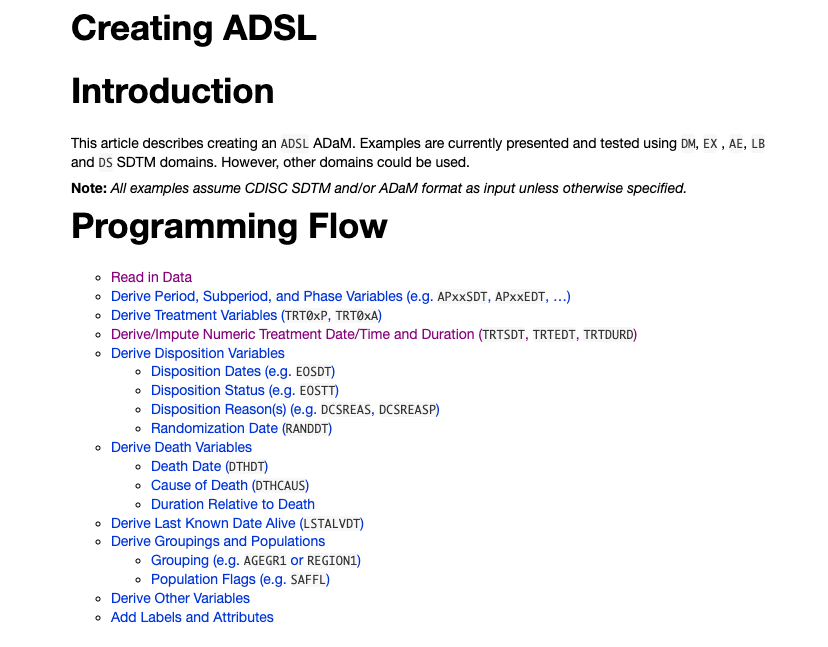 Creating ADSL
Introduction
This article describes creating an ADSL ADaM. Examples are currently presented and tested using DM, EX , AE, LB
and DS SDTM domains. However, other domains could be used.
Note: All examples assume CDISC SDTM and/or ADaM format as input unless otherwise specified.
Programming Flow
Read in Data
Derive Period, Subperiod, and Phase Variables (e.g. APxxSDT, APxxEDT, …)
Derive Treatment Variables (TRT0xP, TRT0xA)
Derive/Impute Numeric Treatment Date/Time and Duration (TRTSDT, TRTEDT, TRTDURD)
Derive Disposition Variables
Disposition Dates (e.g. EOSDT)
Disposition Status (e.g. EOSTT)
Disposition Reason(s) (e.g. DCSREAS, DCSREASP)
Randomization Date (RANDDT)
Derive Death Variables
Death Date (DTHDT)
Cause of Death (DTHCAUS)
Duration Relative to Death
Derive Last Known Date Alive (LSTALVDT)
Derive Groupings and Populations
Grouping (e.g. AGEGR1 or REGION1)
Population Flags (e.g. SAFFL)
Derive Other Variables
Add Labels and Attributes